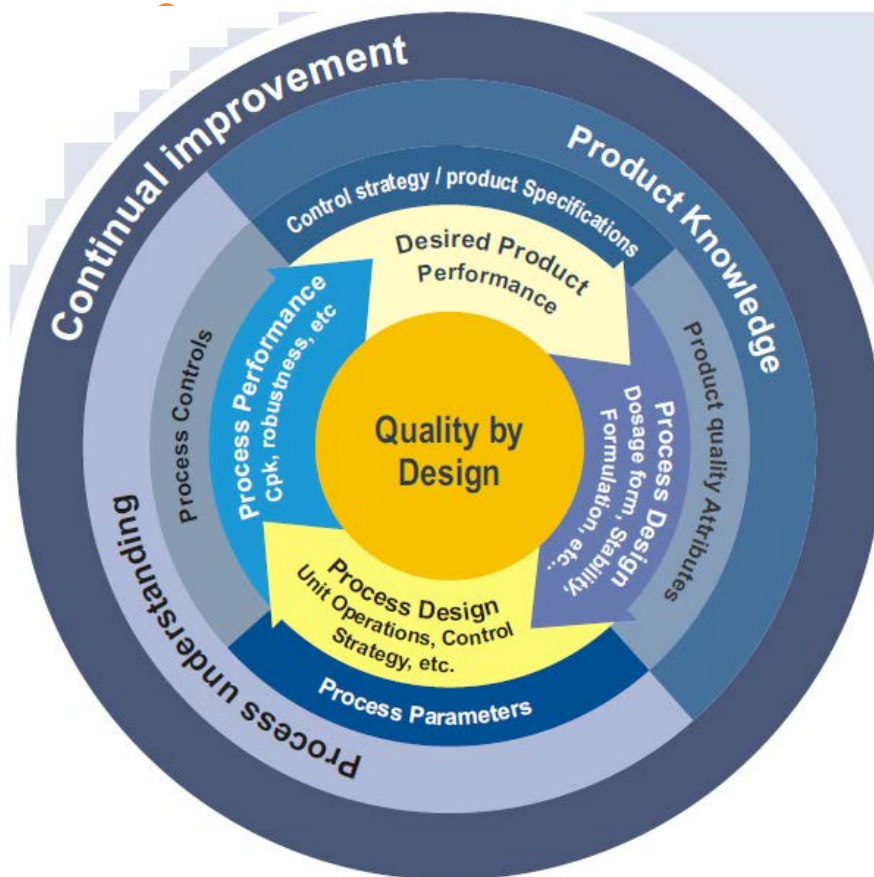 Continual improvement
Product Knowledge
Control strategy / product Specifications
Desired Product
Performance
Product quality Attributes
Process Design
Dosage form, Stability,
Formulation, etc..
Process Performance
Cpk, robustness, etc
Process Controls
Quality by
Design
Process Design
Unit Operations, Control
Strategy, etc.
Process Parameters
Process understanding